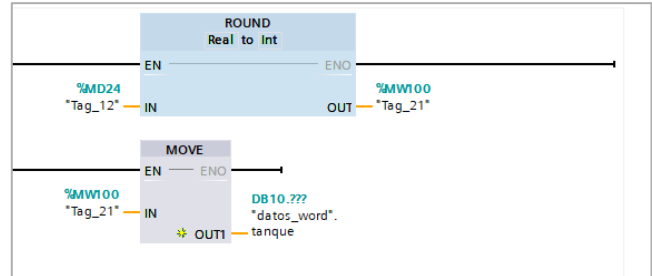 ROUND
Real to Int
EN ENO
%MD24 %MW100
"Tag_12" IN OUT "Tag_21"
MOVE
EN ENO
%MW100 DB10.???
"Tag_21" IN "datos_word".
OUT1 tanque